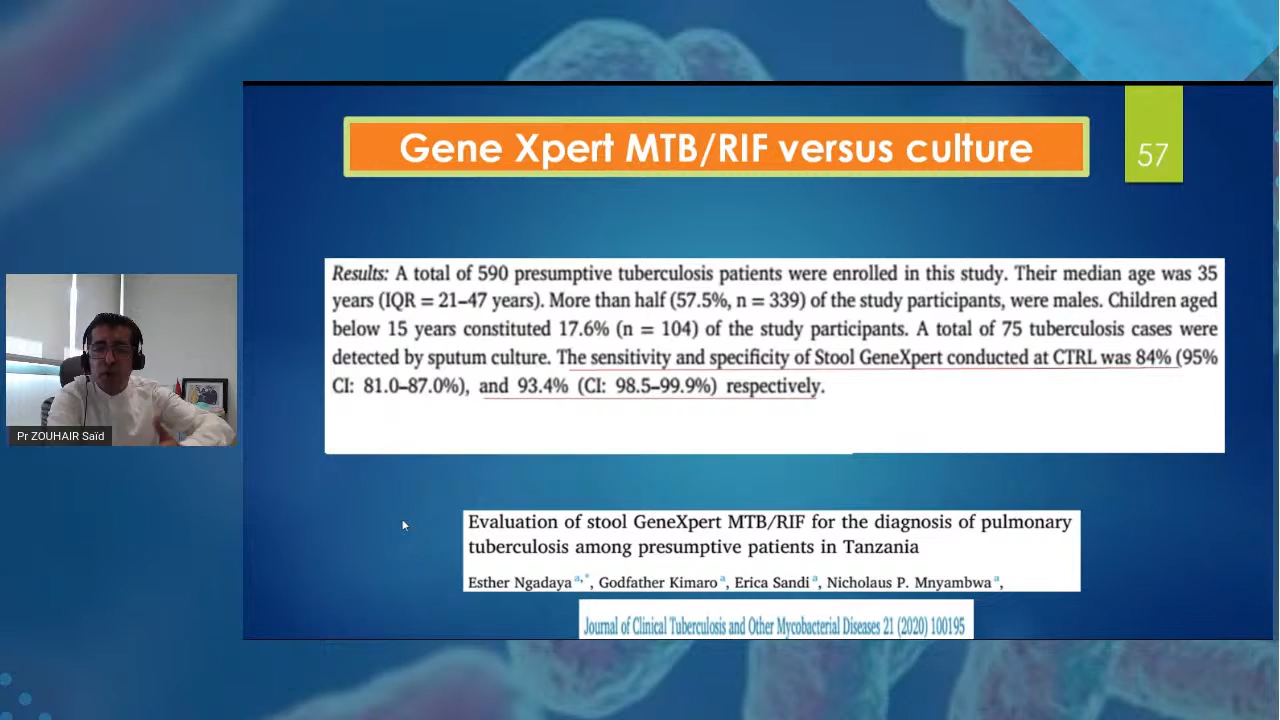 Gene Xpert MTB/RIF versus culture
57
Results: A total of 590 presumptive tuberculosis patients were enrolled in this study. Their median age was 35
years (IQR = 21–47 years). More than half (57.5%, n = 339) of the study participants, were males. Children aged
below 15 years constituted 17.6% (n = 104) of the study participants. A total of 75 tuberculosis cases were
detected by sputum culture. The sensitivity and specificity of Stool GeneXpert conducted at CTRL was 84% (95%
CI: 81.0–87.0%), and 93.4% (CI: 98.5–99.9%) respectively.
Pr ZOUHAIR Saïd
Evaluation of stool GeneXpert MTB/RIF for the diagnosis of pulmonary
tuberculosis among presumptive patients in Tanzania
Esther Ngadaya a,*, Godfather Kimaro a, Erica Sandi a, Nicholaus P. Mnyambwa a,
Journal of Clinical Tuberculosis and Other Mycobacterial Diseases 21 (2020) 100195